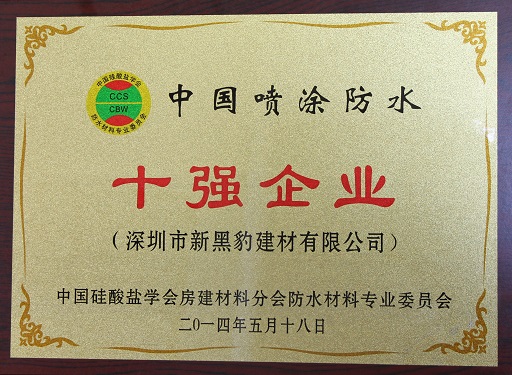 中国硅酸盐学会
CCS
CBW
防水材料专业委员会
中国喷涂防水
十强企业
（深圳市新黑豹建材有限公司）
中国硅酸盐学会房建材料分会防水材料专业委员会
二0一四年五月十八日